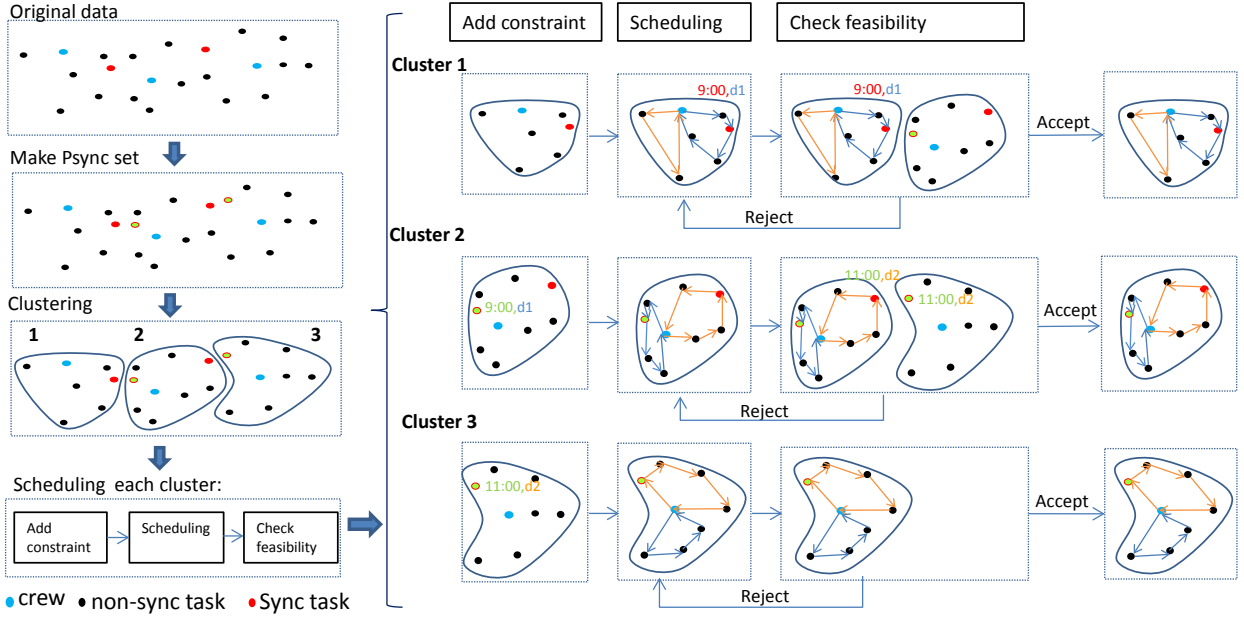 Original data
Make Psync set
Clustering
1
2
3
Scheduling each cluster:
Add
constraint
Scheduling
Check
feasibility
crew
non-sync task
Sync task
Add constraint
Scheduling
Check feasibility
Cluster 1
9:00,d1
9:00,d1
Accept
Reject
Cluster 2
9:00,d1
11:00,d2
11:00,d2
Accept
Reject
Cluster 3
11:00,d2
Accept
Reject